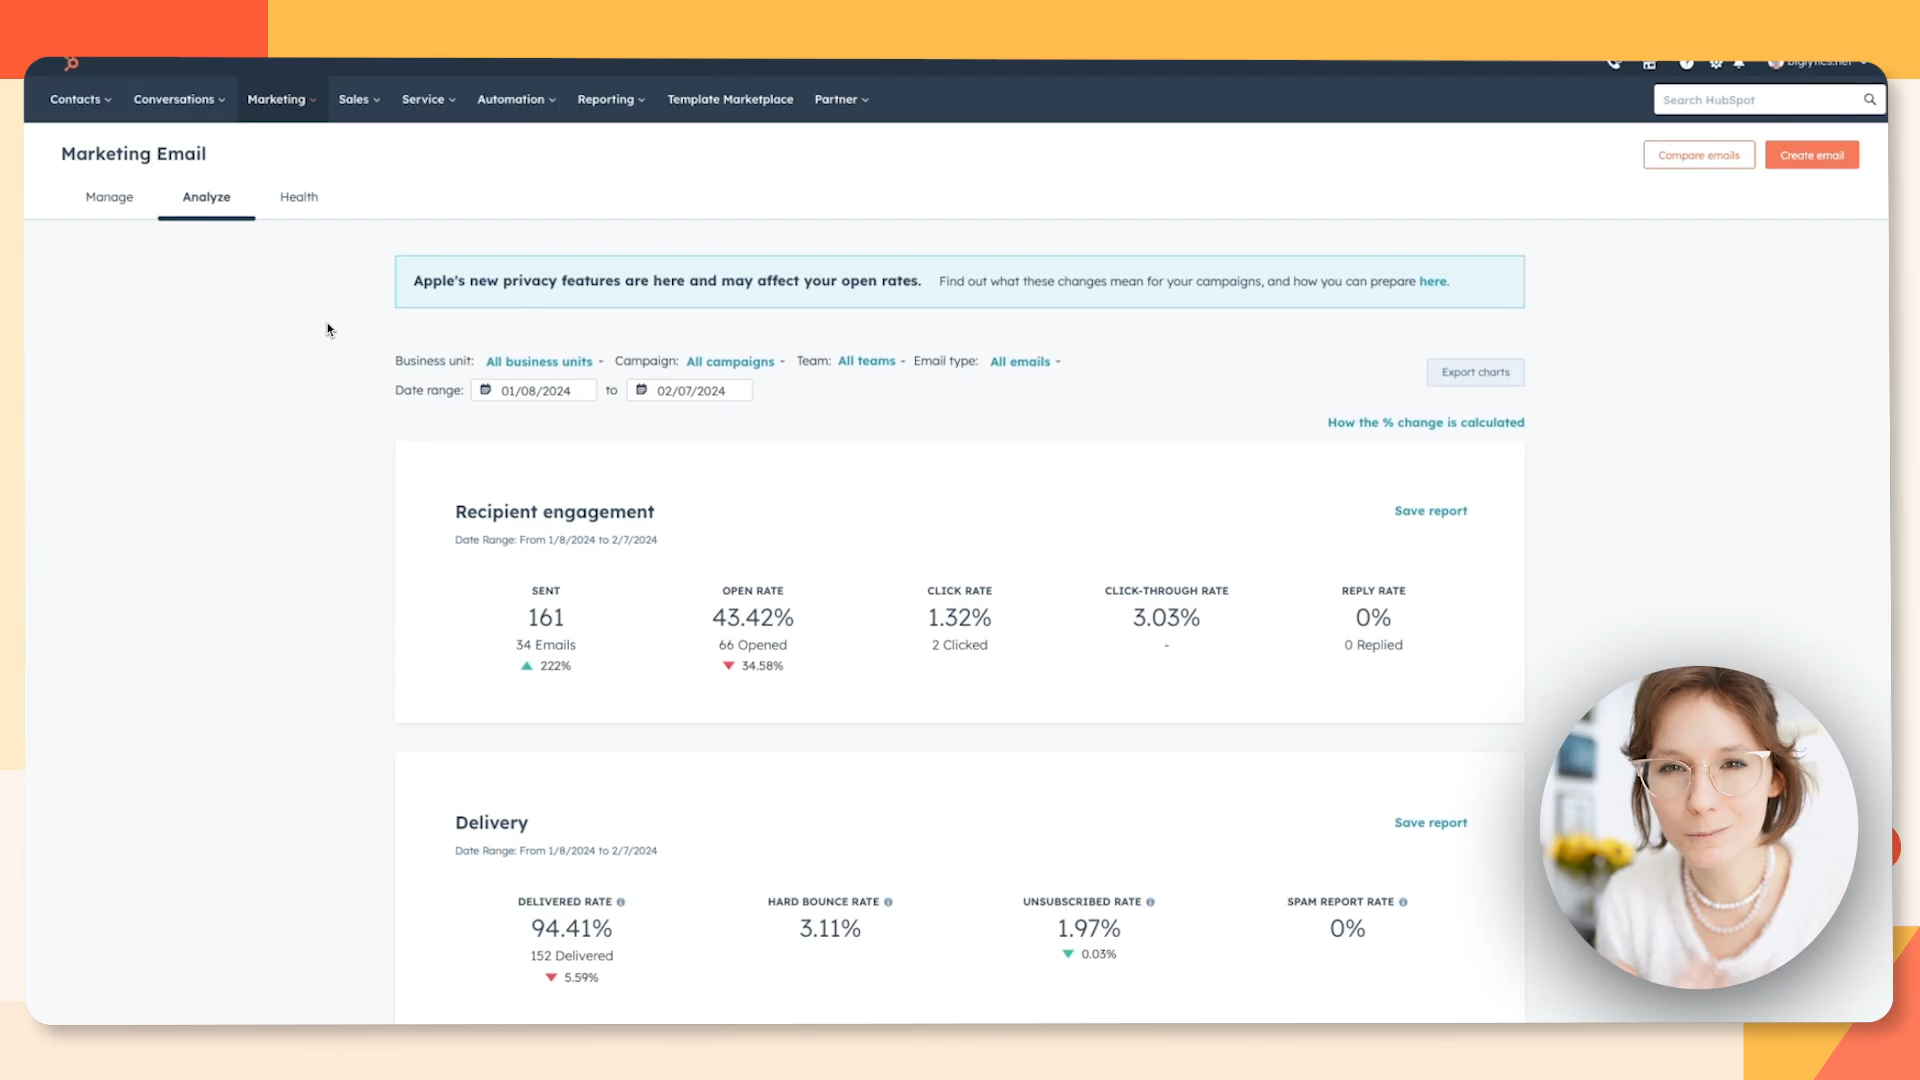 Contacts Conversations Marketing Sales Service Automation Reporting Template Marketplace Partner Search HubSpot
Marketing Email
Compare emails Create email
Manage Analyze Health
Apple's new privacy features are here and may affect your open rates. Find out what these changes mean for your campaigns, and how you can prepare here.
Business unit: All business units Campaign: All campaigns Team: All teams Email type: All emails
Export charts
Date range: 01/08/2024 to 02/07/2024
How the % change is calculated
Recipient engagement Save report
Date Range: From 1/8/2024 to 2/7/2024
SENT OPEN RATE CLICK RATE CLICK-THROUGH RATE REPLY RATE
161 43.42% 1.32% 3.03% 0%
34 Emails 66 Opened 2 Clicked - 0 Replied
222% 34.58%
Delivery Save report
Date Range: From 1/8/2024 to 2/7/2024
DELIVERED RATE HARD BOUNCE RATE UNSUBSCRIBED RATE SPAM REPORT RATE
94.41% 3.11% 1.97% 0%
152 Delivered 0.03%
5.59%